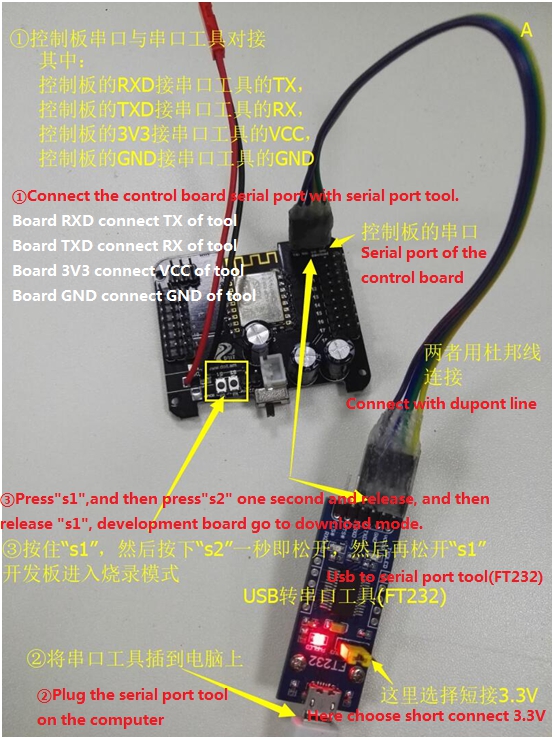 ①控制板串口与串口工具对接
A
其中：
控制板的RXD接串口工具的TX，
控制板的TXD接串口工具的RX，
控制板的3V3接串口工具的VCC，
控制板的GND接串口工具的GND
①Connect the control board serial port with serial port tool.
Board RXD connect TX of tool
Board TXD connect RX of tool
Board 3V3 connect VCC of tool
Board GND connect GND of tool
控制板的串口
Serial port of the
control board
两者用杜邦线
连接
Connect with dupont line
③Press"s1",and then press"s2" one second and release, and then
release "s1", development board go to download mode.
③按住“s1”，然后按下“s2”一秒即松开，然后再松开“s1”
开发板进入烧录模式
Usb to serial port tool(FT232)
USB转串口工具(FT232)
FT232
②将串口工具插到电脑上
②Plug the serial port tool
on the computer
这里选择短接3.3V
Here choose short connect 3.3V